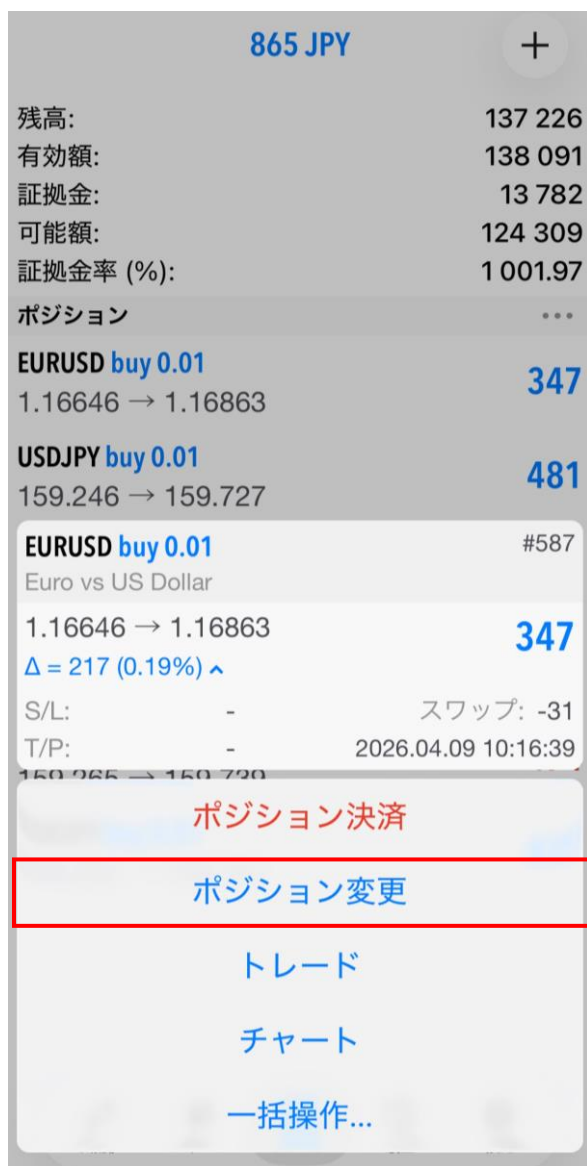 865 JPY +
残高: 137 226
有効額: 138 091
証拠金: 13 782
可能額: 124 309
証拠金率 (%): 1 001.97
ポジション ...
EURUSD buy 0.01
1.16646 → 1.16863 347
USDJPY buy 0.01
159.246 → 159.727 481
EURUSD buy 0.01 #587
Euro vs US Dollar
1.16646 → 1.16863 347
Δ = 217 (0.19%)
S/L: - スワップ: -31
T/P: - 2026.04.09 10:16:39
159.265 → 159.739
ポジション決済
ポジション変更
トレード
チャート
一括操作...